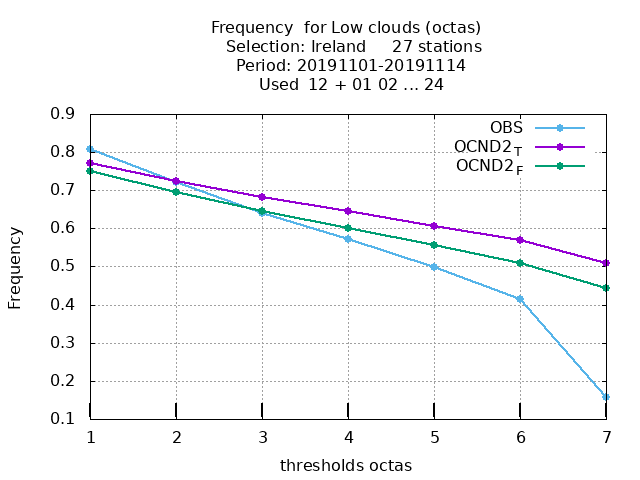 Frequency  for Low clouds (octas)
Selection: Ireland     27 stations
Period: 20191101-20191114
Used  12 + 01 02 ... 24
OBS
OCND2T
OCND2F
Frequency
0.9
0.8
0.7
0.6
0.5
0.4
0.3
0.2
0.1
1 2 3 4 5 6 7
thresholds octas